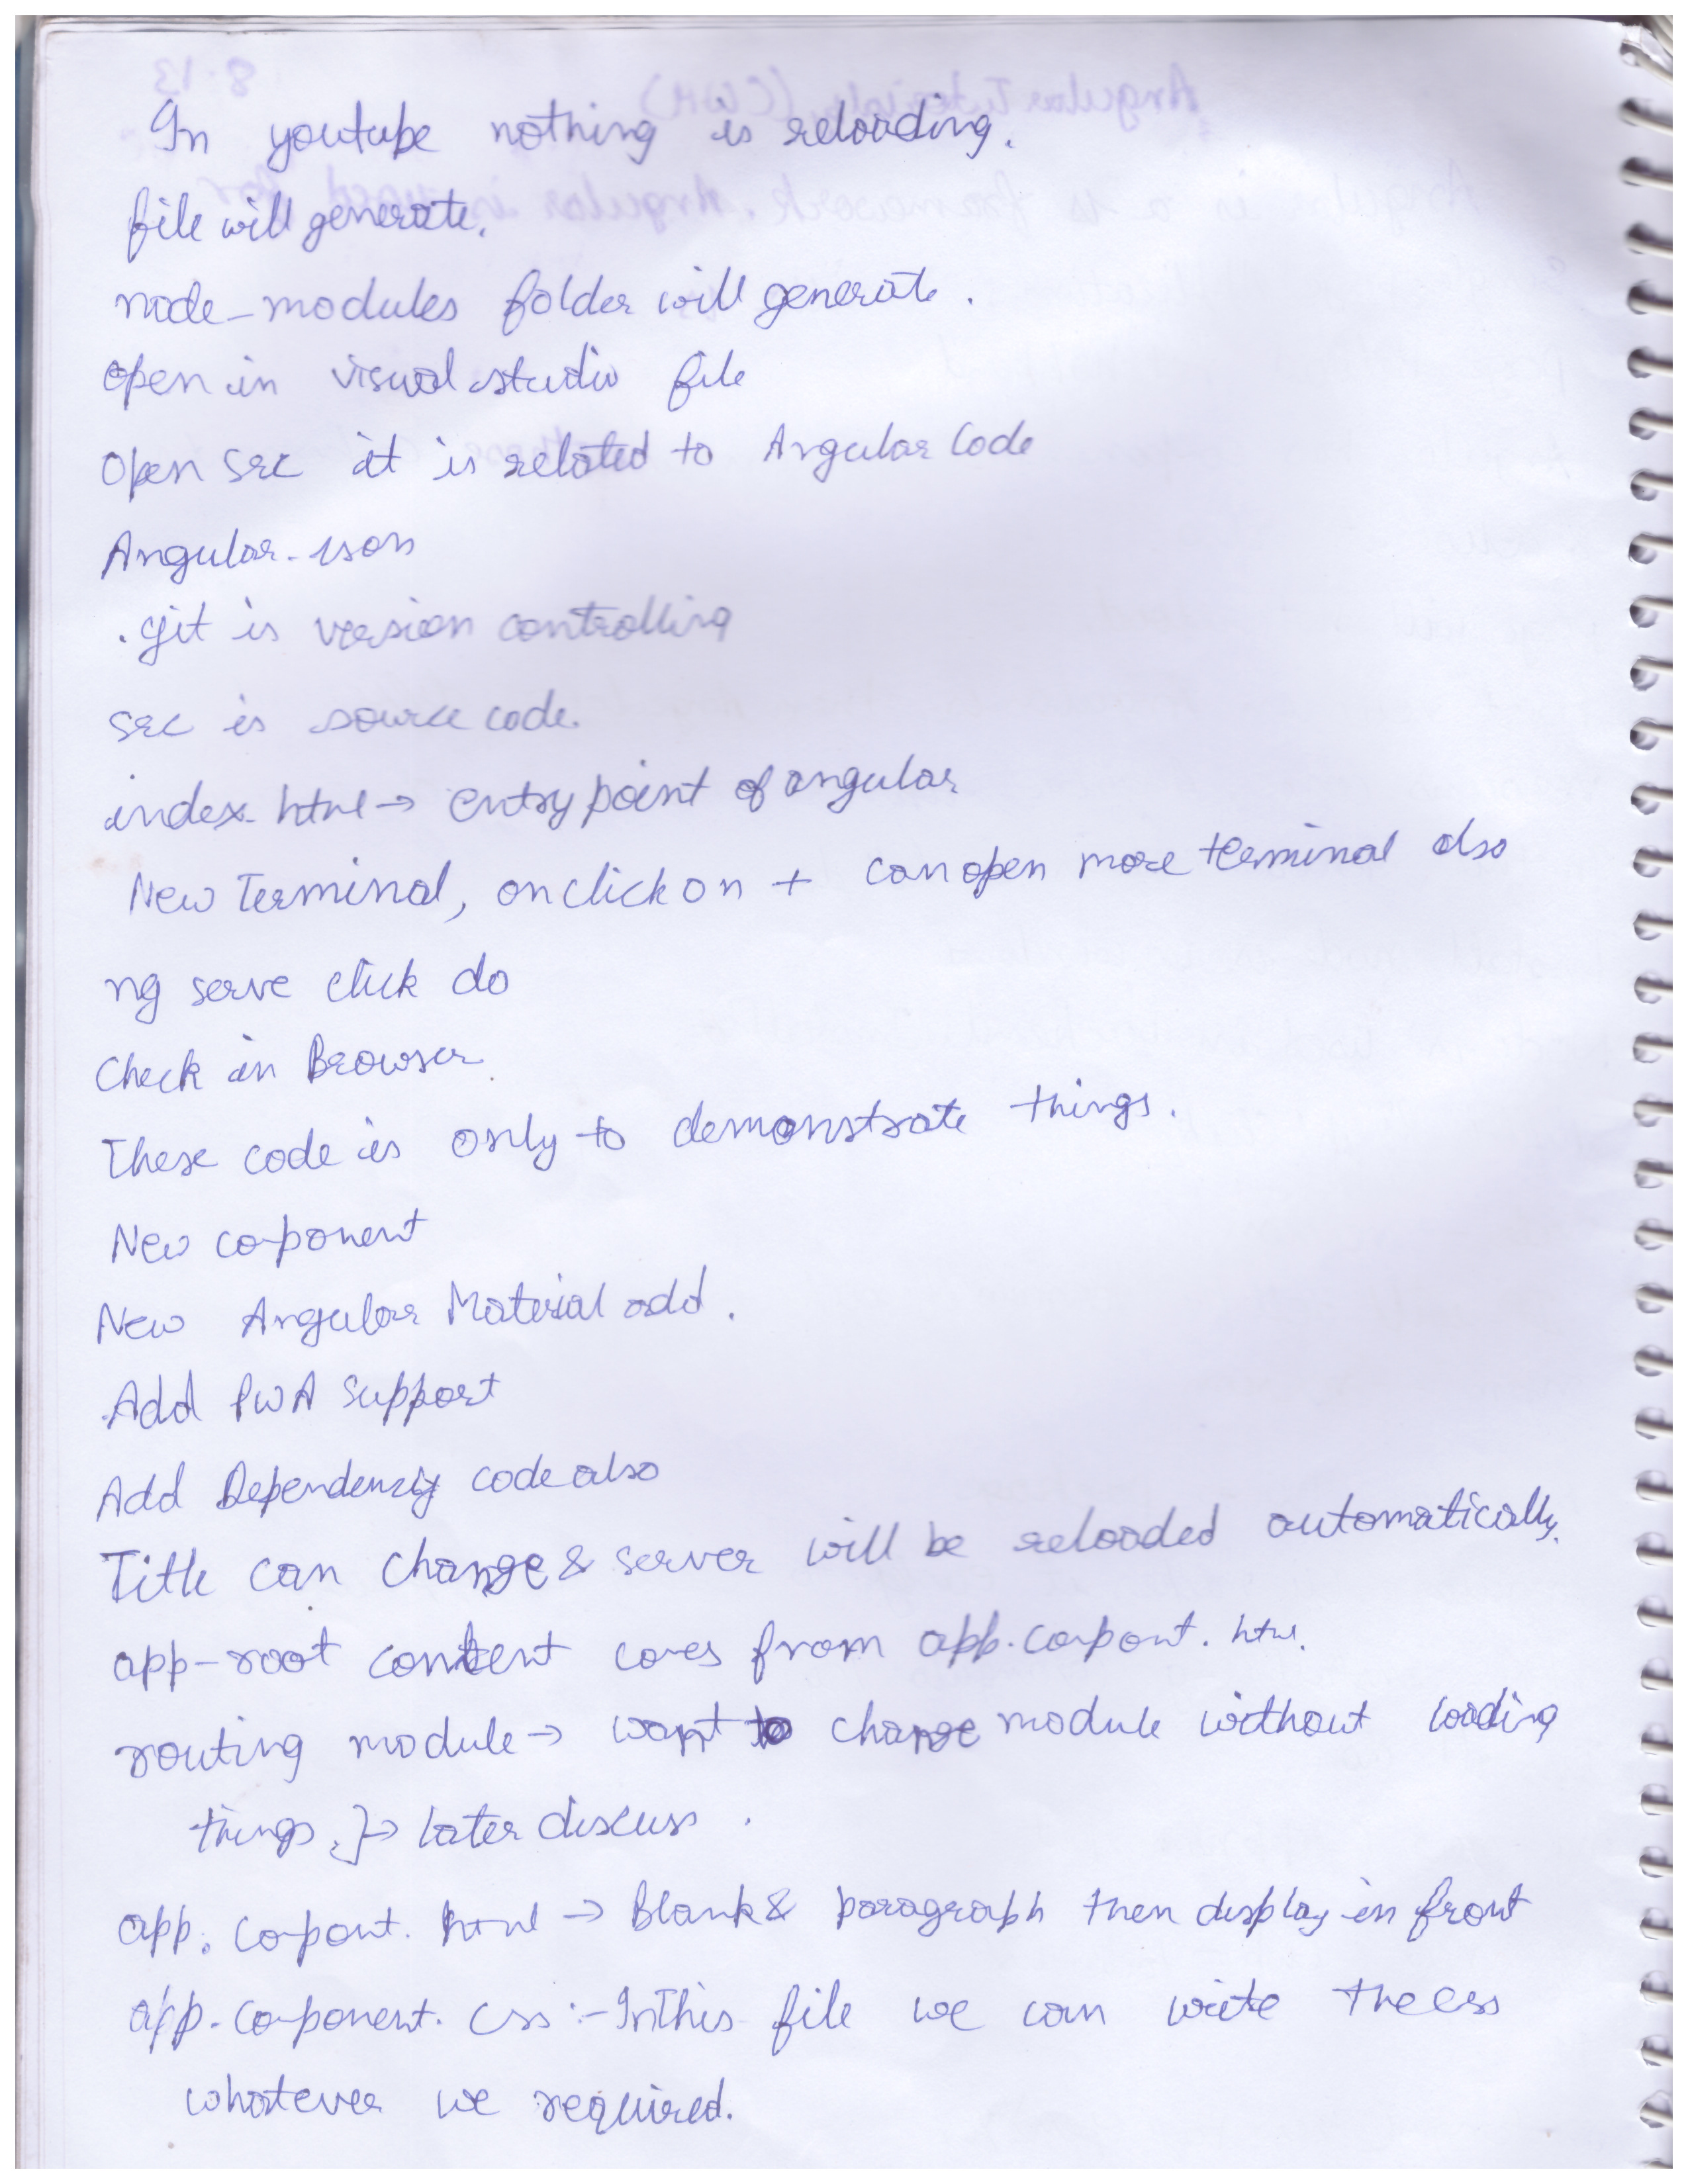 In youtube nothing is reloading.
file will generate.
node-modules folder will generate.
open in visual studio file
Open src it is related to Angular Code
Angular-json
.git is version controlling
src is source code.
index.html → entry point of angular
New Terminal, on click on + can open more terminal also
ng serve click do
Check in Browser
These code is only to demonstrate things.
New coponent
New Angular Material add.
Add PWA Support
Add Dependency code also
Title can change & server will be reloaded automatically.
app-root content comes from app.copont.html.
routing module → want to change module without loading
things.}→ later discuss.
app.copont.html → Blank & paragraph then display in front
app.coponent.css :- In This file we can write the css
whatever we required.